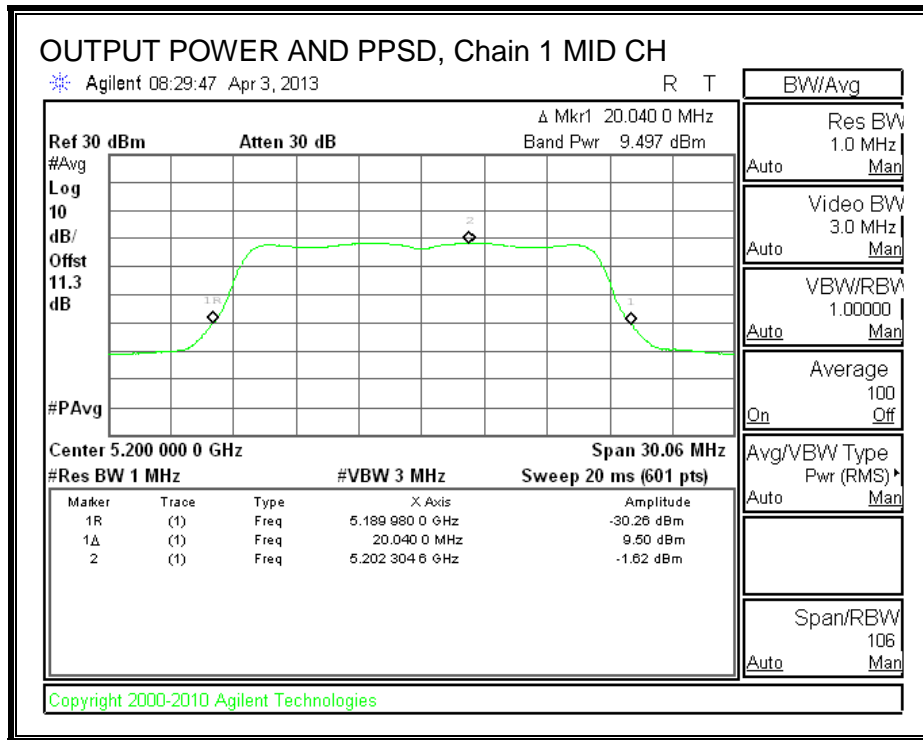 OUTPUT POWER AND PPSD, Chain 1 MID CH
Agilent 08:29:47 Apr 3, 2013 R T
Δ Mkr1 20.040 0 MHz
Ref 30 dBm Atten 30 dB Band Pwr 9.497 dBm
#Avg
Log
10
dB/
Offst
11.3
dB
#PAvg
2
1R
1
Center 5.200 000 0 GHz Span 30.06 MHz
#Res BW 1 MHz #VBW 3 MHz Sweep 20 ms (601 pts)
Marker Trace Type X Axis Amplitude
1R (1) Freq 5.189 980 0 GHz -30.26 dBm
1Δ (1) Freq 20.040 0 MHz 9.50 dBm
2 (1) Freq 5.202 304 6 GHz -1.62 dBm
BW/Avg
Res BW
1.0 MHz
Auto Man
Video BW
3.0 MHz
Auto Man
VBW/RBW
1.00000
Auto Man
Average
100
On Off
Avg/VBW Type
Pwr (RMS)
Auto Man
Span/RBW
106
Auto Man
Copyright 2000-2010 Agilent Technologies